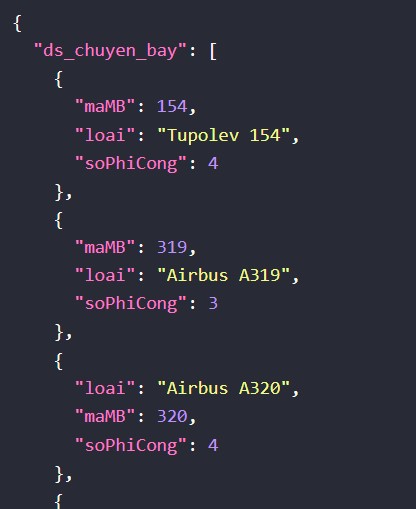 {
"ds_chuyen_bay": [
{
"maMB": 154,
"loai": "Tupolev 154",
"soPhiCong": 4
},
{
"maMB": 319,
"loai": "Airbus A319",
"soPhiCong": 3
},
{
"loai": "Airbus A320",
"maMB": 320,
"soPhiCong": 4
},
{